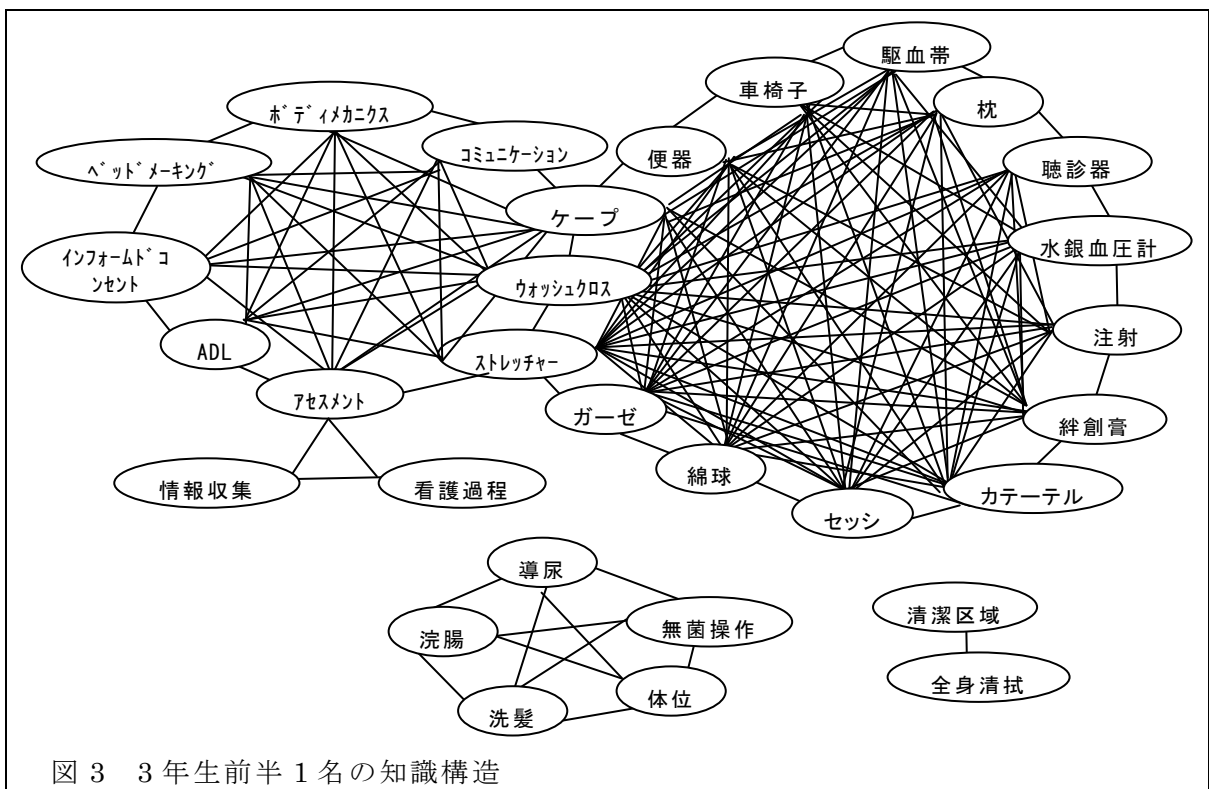 駆血帯
車椅子
枕
ﾎﾞﾃﾞｨﾒｶﾆｸｽ
便器
ｺﾐｭﾆｹｰｼｮﾝ
ﾍﾞｯﾄﾞﾒｰｷﾝｸﾞ
聴診器
ケープ
水銀血圧計
ｲﾝﾌｫｰﾑﾄﾞｺ
ﾝｾﾝﾄ
ｳｫｯｼｭｸﾛｽ
注射
ADL
ｽﾄﾚｯﾁｬｰ
ｱｾｽﾒﾝﾄ
ガーゼ
絆創膏
綿球
情報収集
看護過程
カテーテル
セッシ
導尿
清潔区域
浣腸
無菌操作
全身清拭
体位
洗髪
図 3 3年生前半 1 名の知識構造